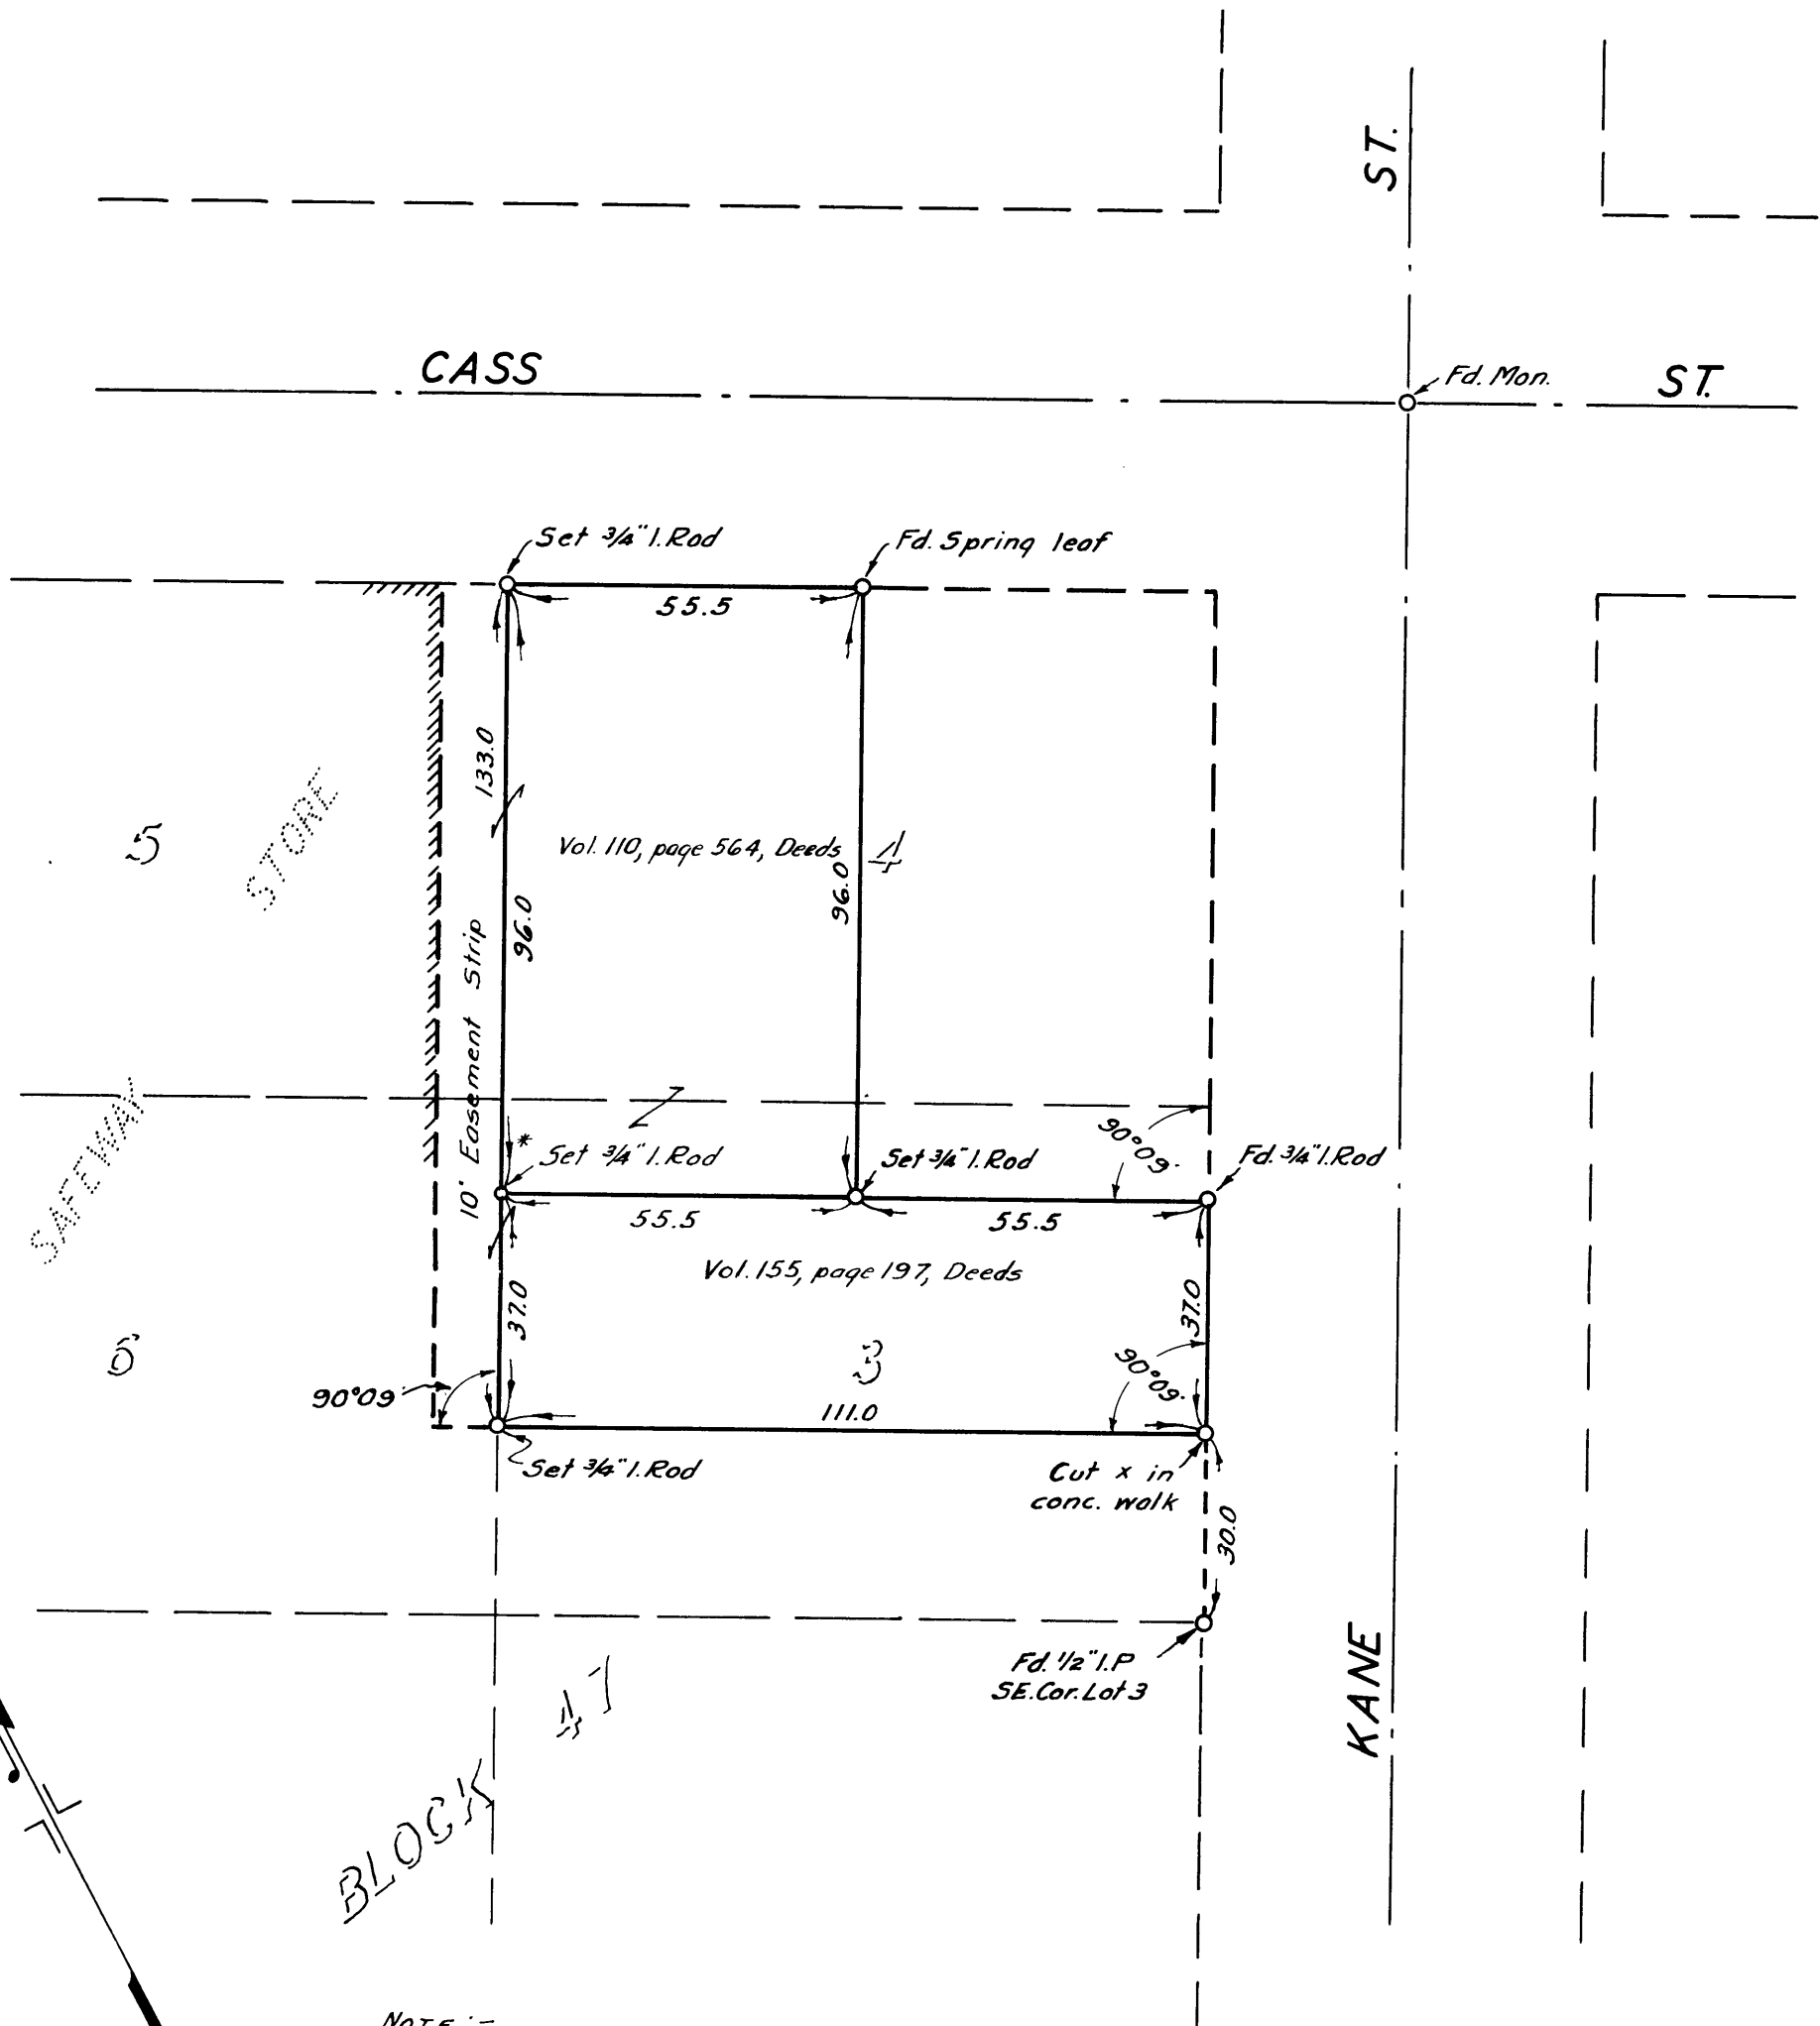 ST.
CASS
ST.
Fd. Mon.
Set 3/4" I. Rod
Fd. Spring leaf
55.5
133.0
5
STORE
Vol. 110, page 564, Deeds
4
96.0
96.0
10' Easement Strip
SAFEWAY
*
Set 3/4" I. Rod
Set 3/4" I. Rod
90°09'
Fd. 3/4" I. Rod
55.5
55.5
Vol. 155, page 197, Deeds
37.0
37.0
6
3
90°09'
90°09'
111.0
Set 3/4" I. Rod
Cut x in
conc. walk
30.0
Fd. 1/2" I.P
SE. Cor. Lot 3
KANE
BLOCK 47
NOTE:-